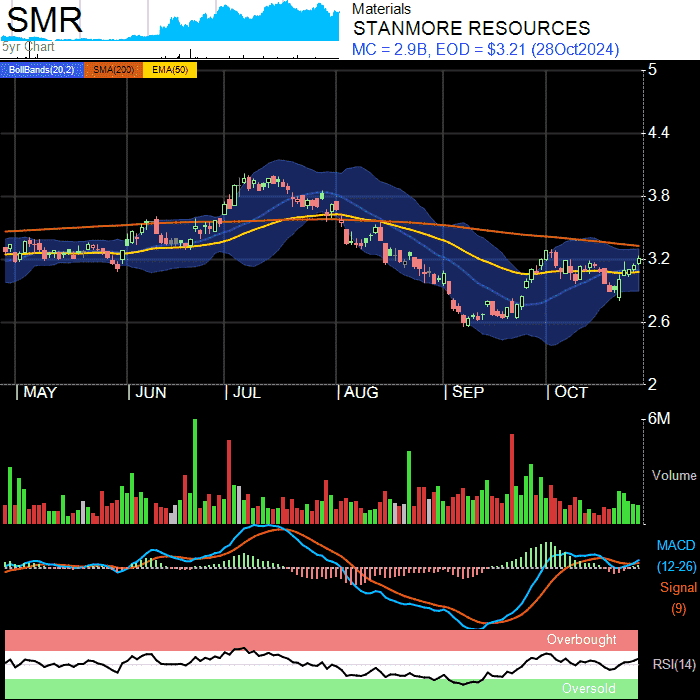 SMR
5yr Chart
Materials
STANMORE RESOURCES
MC = 2.9B, EOD = $3.21 (28Oct2024)
BollBands(20,2) SMA(200) EMA(50)
5
4.4
3.8
3.2
2.6
2
MAY JUN JUL AUG SEP OCT
6M
Volume
MACD
(12-26)
Signal
(9)
Overbought
RSI(14)
Oversold